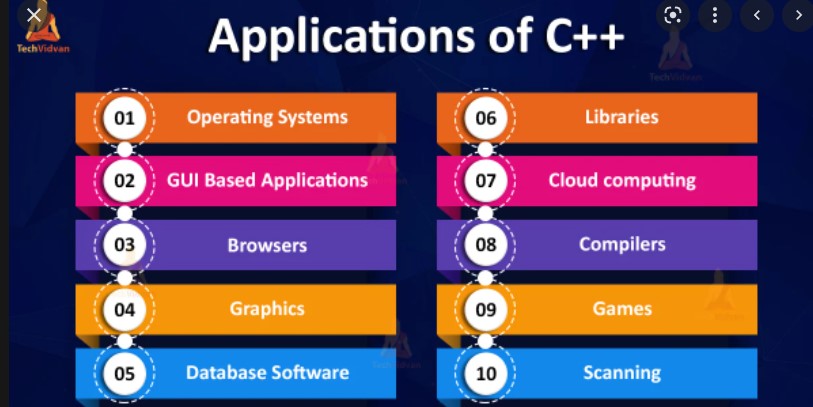 TechVidvan
Applications of C++
TechVidvan
01 Operating Systems
02 GUI Based Applications
03 Browsers
04 Graphics
05 Database Software
06 Libraries
07 Cloud computing
08 Compilers
09 Games
10 Scanning
TechVidvan